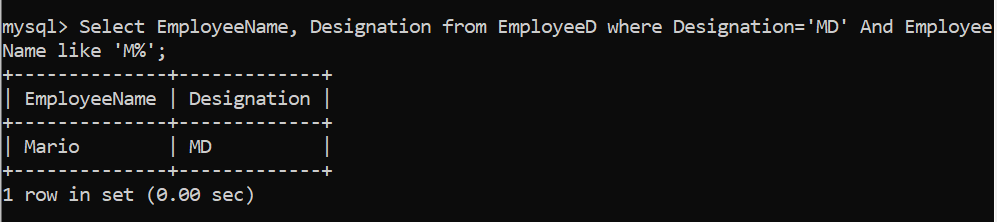 mysql> Select EmployeeName, Designation from EmployeeD where Designation='MD' And Employee
Name like 'M%';
+--------------+-------------+
| EmployeeName | Designation |
+--------------+-------------+
| Mario        | MD          |
+--------------+-------------+
1 row in set (0.00 sec)